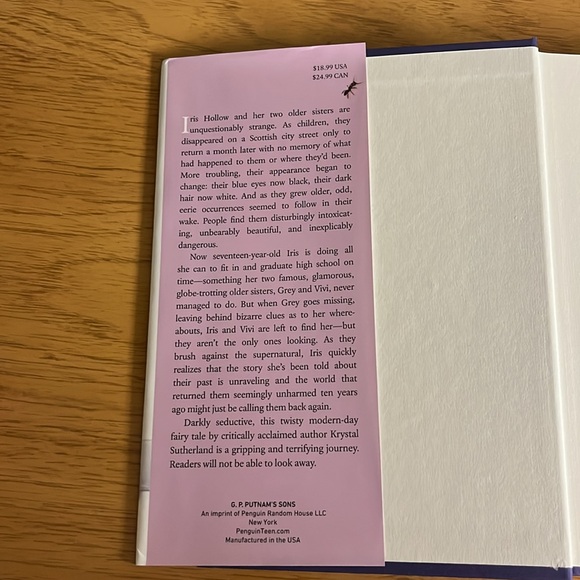 $18.99 USA
$24.99 CAN
Iris Hollow and her two older sisters are
unquestionably strange. As children, they
disappeared on a Scottish city street only to
return a month later with no memory of what
had happened to them or where they'd been.
More troubling, their appearance began to
change: their blue eyes now black, their dark
hair now white. And as they grew older, odd,
eerie occurrences seemed to follow in their
wake. People find them disturbingly intoxicat-
ing, unbearably beautiful, and inexplicably
dangerous.
Now seventeen-year-old Iris is doing all
she can to fit in and graduate high school on
time—something her two famous, glamorous,
globe-trotting older sisters, Grey and Vivi, never
managed to do. But when Grey goes missing,
leaving behind bizarre clues as to her where-
abouts, Iris and Vivi are left to find her—but
they aren't the only ones looking. As they
brush against the supernatural, Iris quickly
realizes that the story she's been told about
their past is unraveling and the world that
returned them seemingly unharmed ten years
ago might just be calling them back again.
Darkly seductive, this twisty modern-day
fairy tale by critically acclaimed author Krystal
Sutherland is a gripping and terrifying journey.
Readers will not be able to look away.
G. P. PUTNAM'S SONS
An imprint of Penguin Random House LLC
New York
PenguinTeen.com
Manufactured in the USA